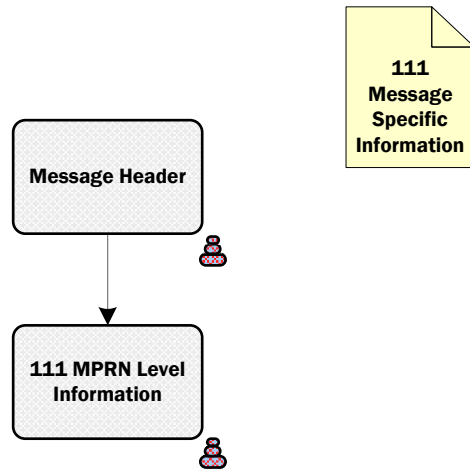 111
Message
Specific
Information
Message Header
111 MPRN Level
Information